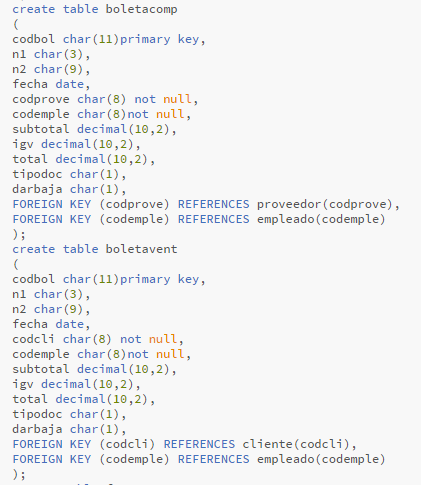 create table boletacomp
(
codbol char(11)primary key,
n1 char(3),
n2 char(9),
fecha date,
codprove char(8) not null,
codemple char(8)not null,
subtotal decimal(10,2),
igv decimal(10,2),
total decimal(10,2),
tipodoc char(1),
darbaja char(1),
FOREIGN KEY (codprove) REFERENCES proveedor(codprove),
FOREIGN KEY (codemple) REFERENCES empleado(codemple)
);
create table boletavent
(
codbol char(11)primary key,
n1 char(3),
n2 char(9),
fecha date,
codcli char(8) not null,
codemple char(8)not null,
subtotal decimal(10,2),
igv decimal(10,2),
total decimal(10,2),
tipodoc char(1),
darbaja char(1),
FOREIGN KEY (codcli) REFERENCES cliente(codcli),
FOREIGN KEY (codemple) REFERENCES empleado(codemple)
);